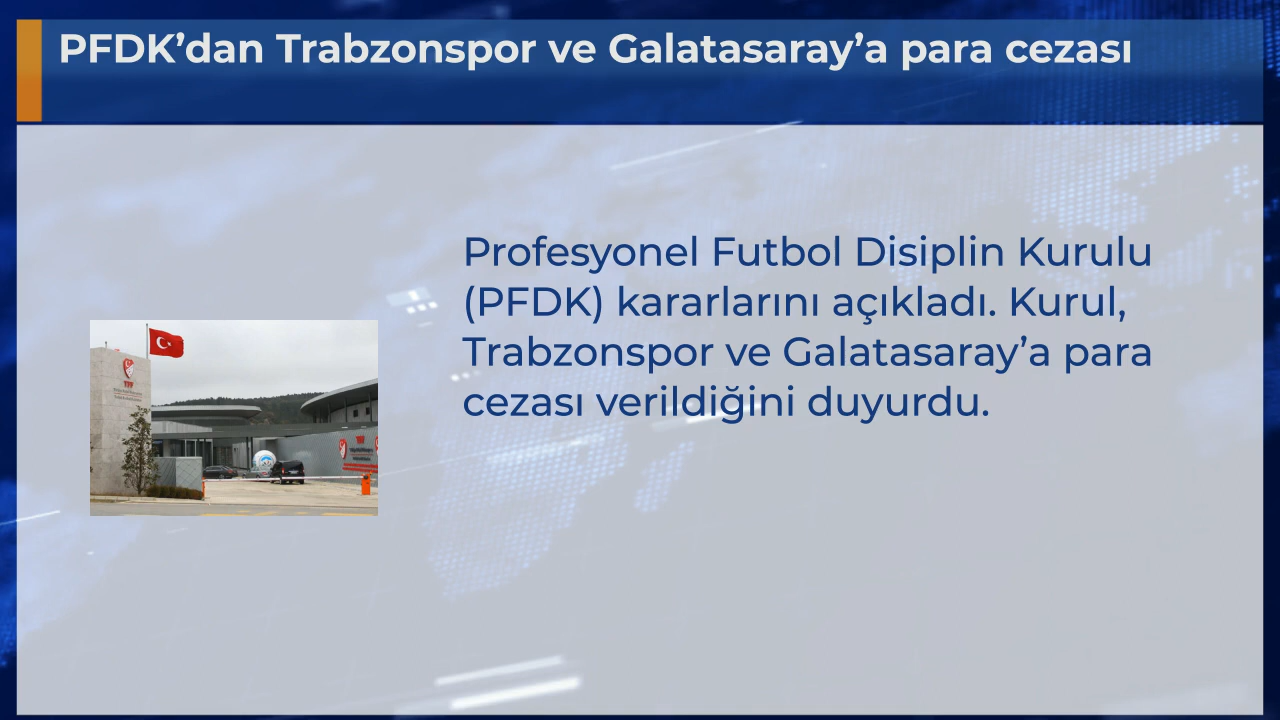 PFDK’dan Trabzonspor ve Galatasaray’a para cezası
Profesyonel Futbol Disiplin Kurulu
(PFDK) kararlarını açıkladı. Kurul,
Trabzonspor ve Galatasaray’a para
cezası verildiğini duyurdu.
TFF